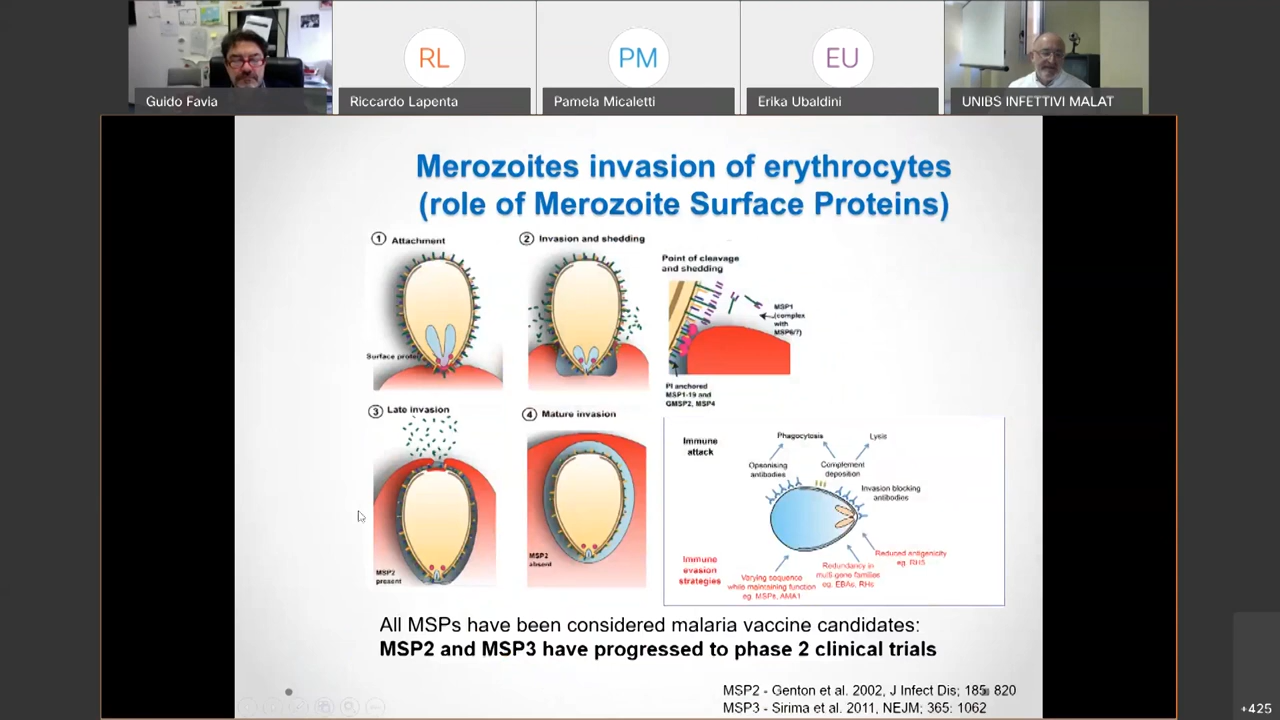 RL
PM
EU
Guido Favia
Riccardo Lapenta
Pamela Micaletti
Erika Ubaldini
UNIBS INFETTIVI MALAT
Merozoites invasion of erythrocytes
(role of Merozoite Surface Proteins)
1 Attachment
2 Invasion and shedding
Point of cleavage
and shedding
MSP1
(complex
with
MSP6/7)
Surface protei
PI anchored
MSP1-19 and
GMSP2, MSP4
3 Late invasion
4 Mature invasion
MSP2
present
MSP2
absent
Immune
attack
Phagocytosis
Lysis
Opsonising
antibodies
Complement
deposition
Invasion blocking
antibodies
Immune
evasion
strategies
Varying sequence
while maintaining function
eg. MSPs, AMA1
Redundancy in
multi-gene families
eg. EBAs, RHs
Reduced antigenicity
eg. RH5
All MSPs have been considered malaria vaccine candidates:
MSP2 and MSP3 have progressed to phase 2 clinical trials
MSP2 - Genton et al. 2002, J Infect Dis; 185: 820
MSP3 - Sirima et al. 2011, NEJM; 365: 1062
+425